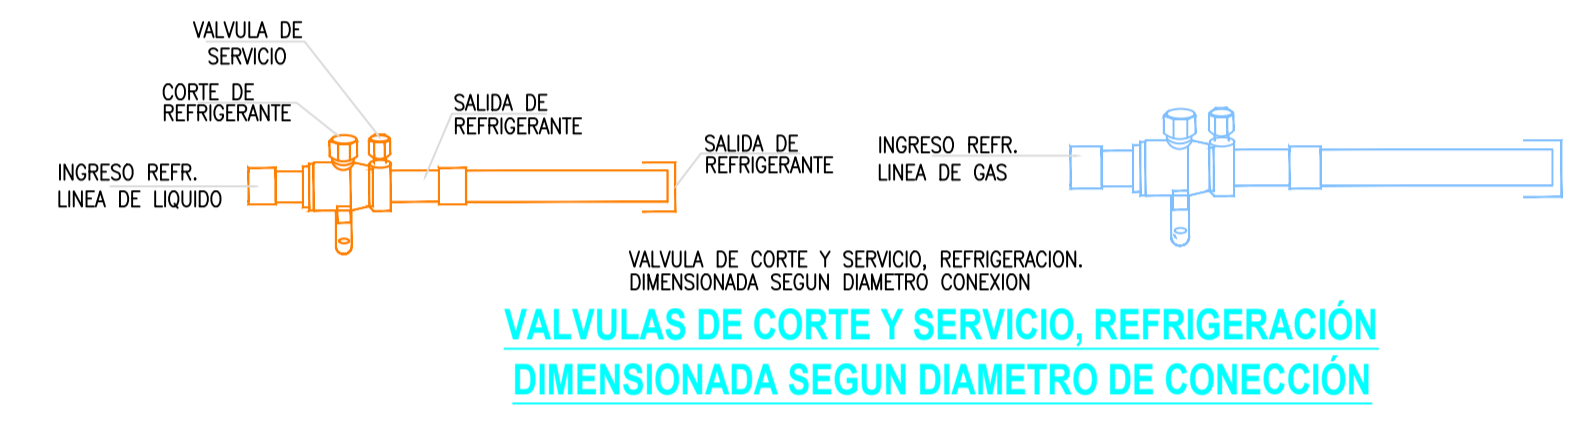 VALVULA DE
SERVICIO
CORTE DE
REFRIGERANTE
SALIDA DE
REFRIGERANTE
SALIDA DE
REFRIGERANTE
INGRESO REFR.
LINEA DE LIQUIDO
INGRESO REFR.
LINEA DE GAS
VALVULA DE CORTE Y SERVICIO, REFRIGERACION.
DIMENSIONADA SEGUN DIAMETRO CONEXION
VALVULAS DE CORTE Y SERVICIO, REFRIGERACIÓN
DIMENSIONADA SEGUN DIAMETRO DE CONECCIÓN